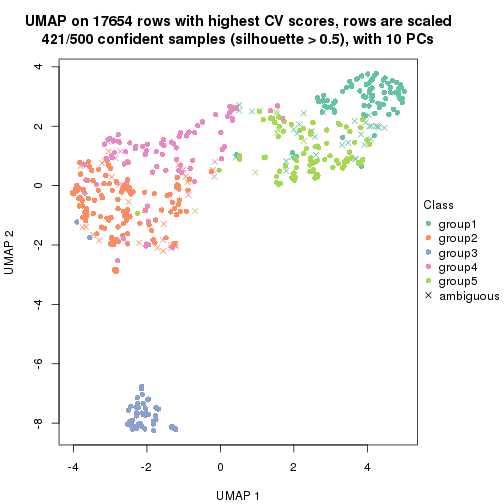 UMAP on 17654 rows with highest CV scores, rows are scaled
421/500 confident samples (silhouette > 0.5), with 10 PCs
4
2
0
-2
-4
-6
-8
UMAP 2
-4
-2
0
2
4
UMAP 1
Class
group1
group2
group3
group4
group5
ambiguous